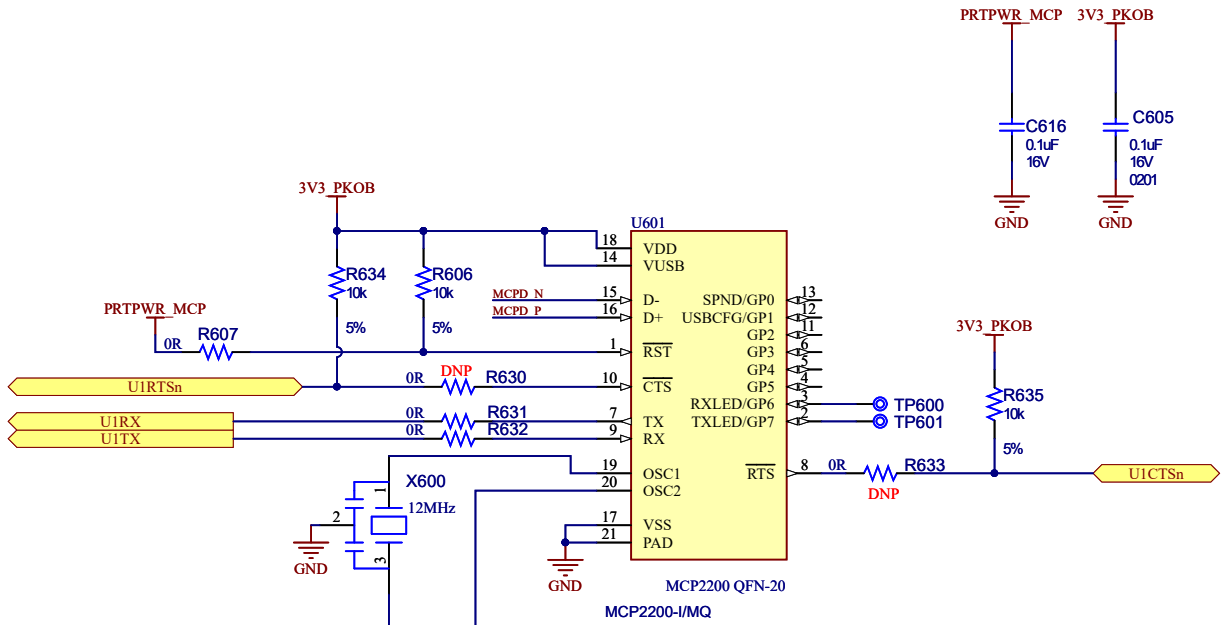 PRTPWR_MCP 3V3_PKOB
C616
0.1uF
16V
C605
0.1uF
16V
0201
GND GND
3V3_PKOB
R634
10k
5%
R606
10k
5%
PRTPWR_MCP
0R R607
U1RTSn
0R DNP R630
U1RX
0R R631
U1TX
0R R632
MCPD_N
MCPD_P
U601
18 VDD
14 VUSB
15 D-
16 D+
1 RST
10 CTS
7 TX
9 RX
19 OSC1
20 OSC2
17 VSS
21 PAD
SPND/GP0 13
USBCFG/GP1 12
GP2 11
GP3 6
GP4 5
GP5 4
RXLED/GP6 3 TP600
TXLED/GP7 2 TP601
RTS 8 0R R633
DNP
3V3_PKOB
R635
10k
5%
U1CTSn
X600
12MHz
1
2
3
GND
GND
MCP2200 QFN-20
MCP2200-I/MQ